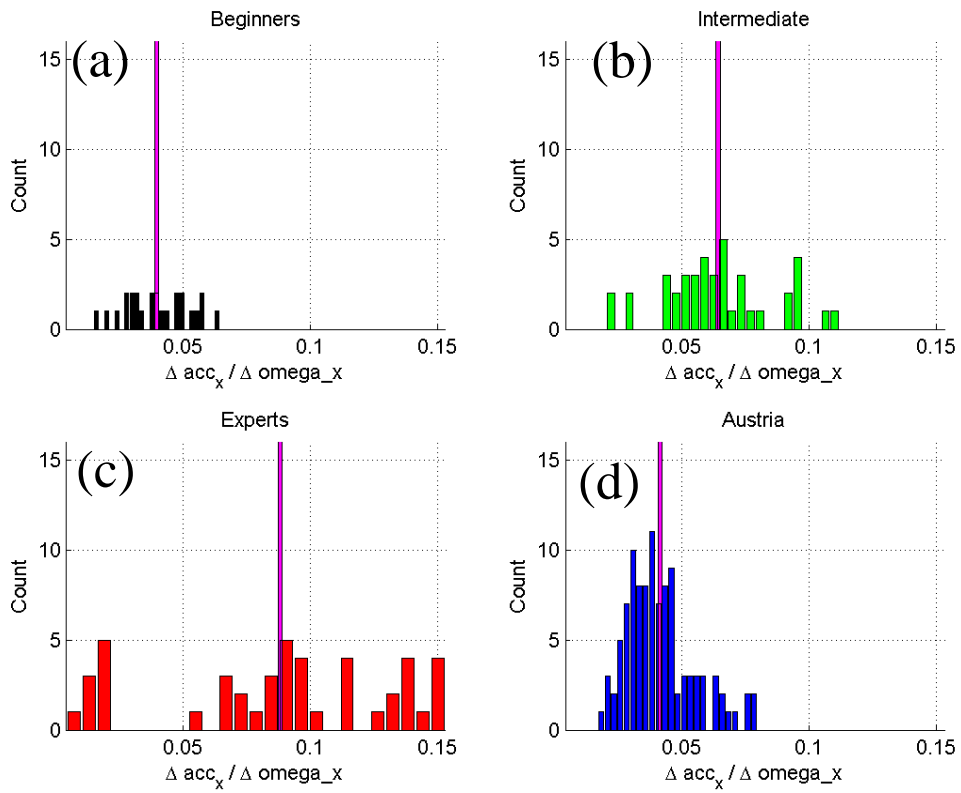 Beginners
(a)
15
10
5
0
Count
0.05 0.1 0.15
Δ acc_x / Δ omega_x
Intermediate
(b)
15
10
5
0
Count
0.05 0.1 0.15
Δ acc_x / Δ omega_x
Experts
(c)
15
10
5
0
Count
0.05 0.1 0.15
Δ acc_x / Δ omega_x
Austria
(d)
15
10
5
0
Count
0.05 0.1 0.15
Δ acc_x / Δ omega_x